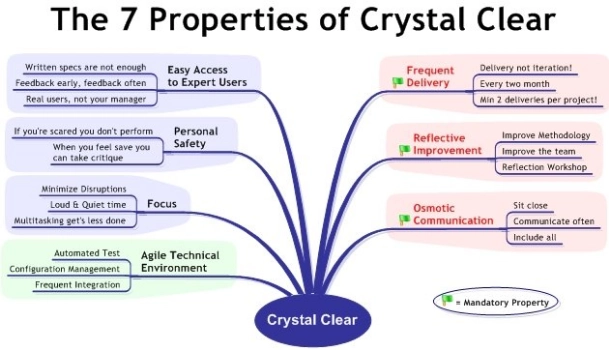 The 7 Properties of Crystal Clear
Written specs are not enough
Feedback early, feedback often
Real users, not your manager
Easy Access
to Expert Users
If you're scared you don't perform
When you feel save you
can take critique
Personal
Safety
Minimize Disruptions
Loud & Quiet time
Multitasking get's less done
Focus
Automated Test
Configuration Management
Frequent Integration
Agile Technical
Environment
Frequent
Delivery
Delivery not iteration!
Every two month
Min 2 deliveries per project!
Reflective
Improvement
Improve Methodology
Improve the team
Reflection Workshop
Osmotic
Communication
Sit close
Communicate often
Include all
= Mandatory Property
Crystal Clear